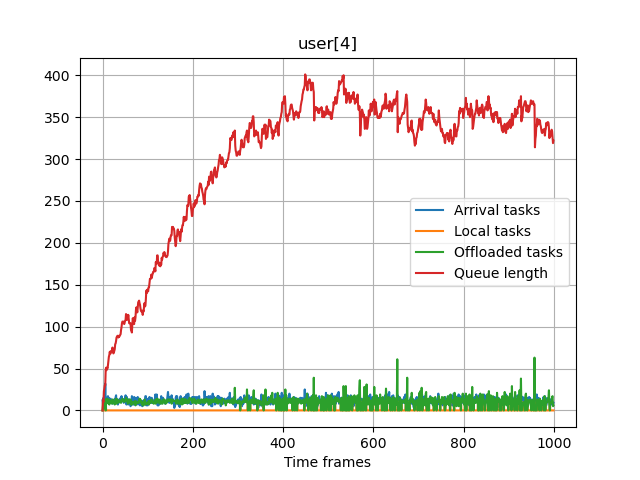 user[4]
400
350
300
250
200
150
100
50
0
Arrival tasks
Local tasks
Offloaded tasks
Queue length
0 200 400 600 800 1000
Time frames